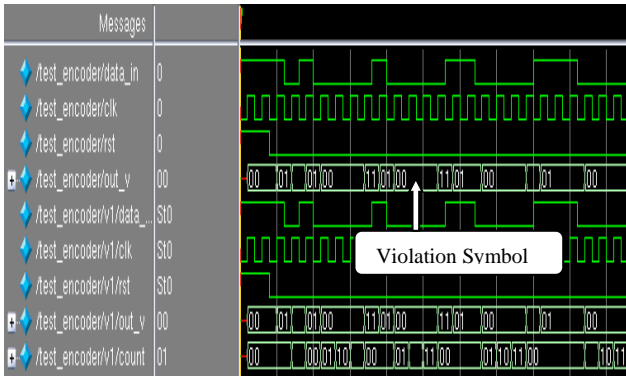 Messages
/test_encoder/data_in 0
/test_encoder/clk 0
/test_encoder/rst 0
/test_encoder/out_v 00 00 01 01 00 11 01 00 11 01 00 01 00
/test_encoder/v1/data_... St0
/test_encoder/v1/clk St0
Violation Symbol
/test_encoder/v1/rst St0
/test_encoder/v1/out_v 00 00 01 01 00 11 01 00 11 01 00 01 00
/test_encoder/v1/count 01 00 00 01 10 00 01 11 00 01 10 11 00 10 11